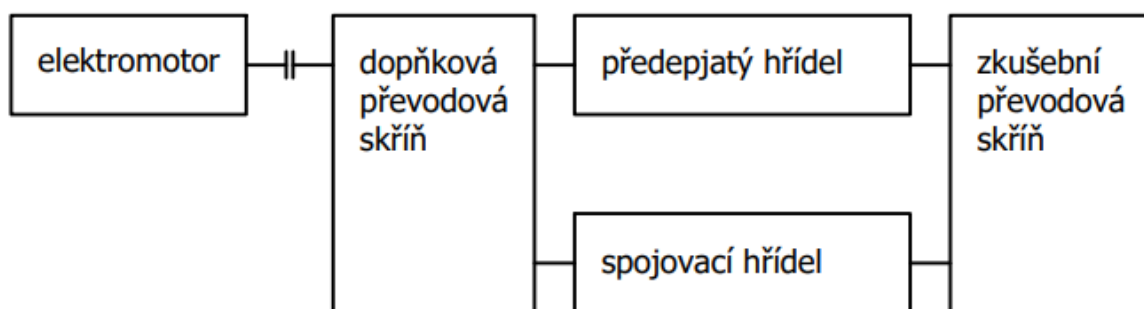 elektromotor
dopňková
převodová
skříň
předepjatý hřídel
zkušební
převodová
skříň
spojovací hřídel